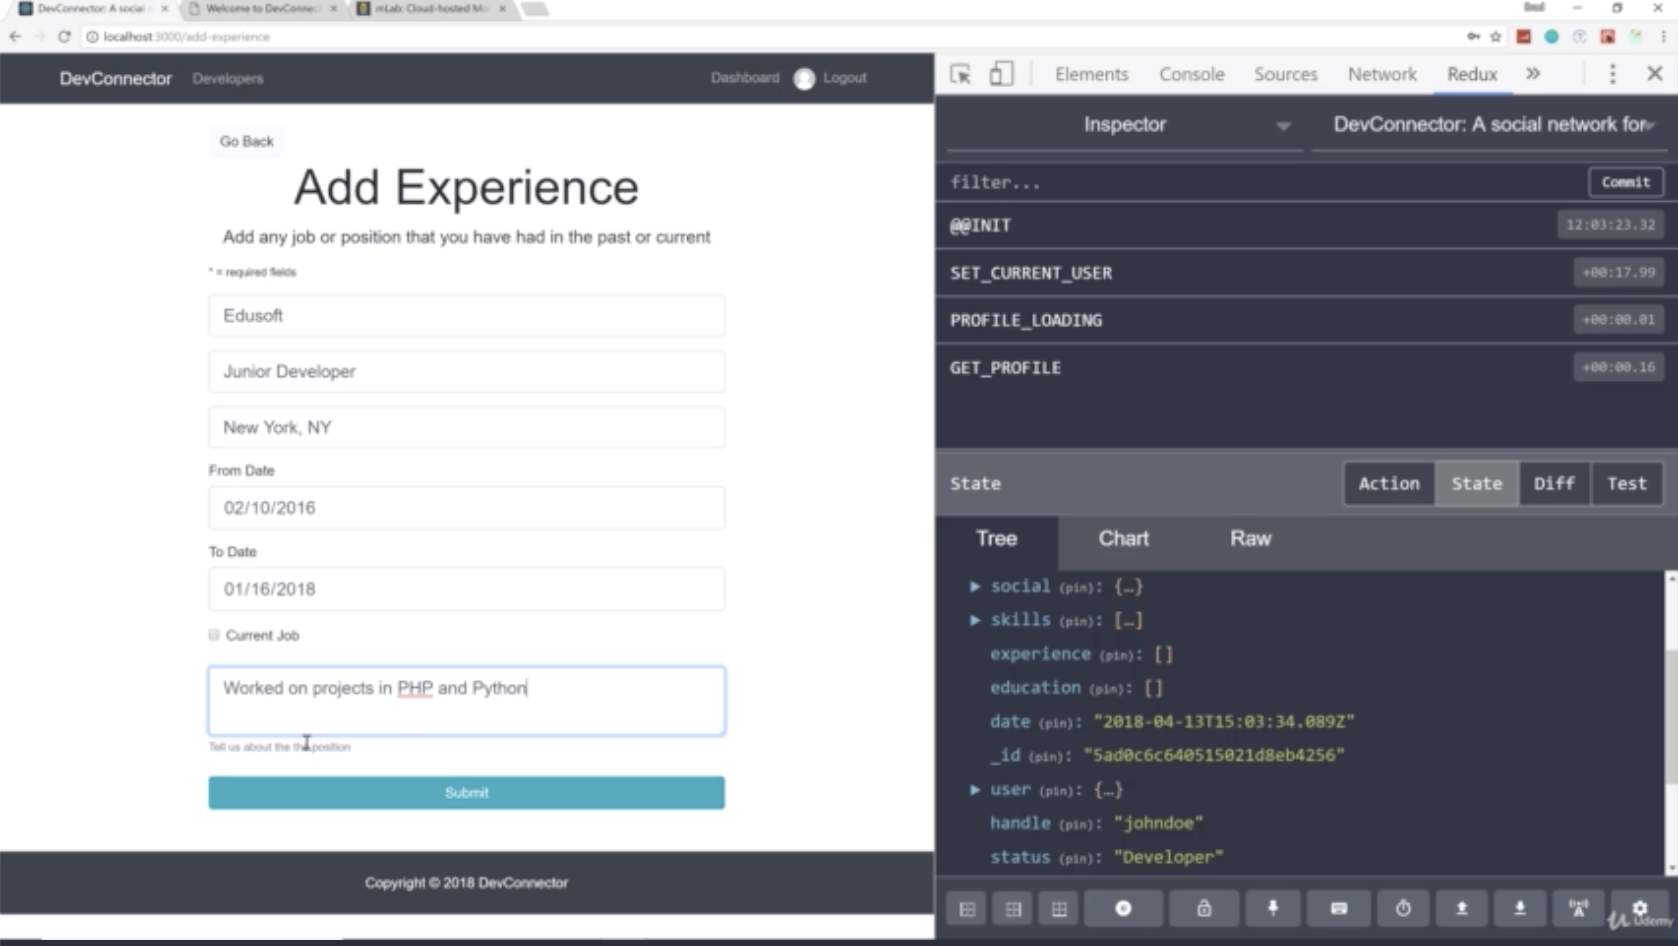 DevConnector: A social
Welcome to DevConnect
mLab: Cloud-hosted Mo
localhost:3000/add-experience
DevConnector
Developers
Dashboard
Logout
Go Back
Add Experience
Add any job or position that you have had in the past or current
* = required fields
Edusoft
Junior Developer
New York, NY
From Date
02/10/2016
To Date
01/16/2018
Current Job
Worked on projects in PHP and Python
Tell us about the position
Submit
Copyright © 2018 DevConnector
Elements
Console
Sources
Network
Redux
»
Inspector
DevConnector: A social network for
filter...
Commit
@@INIT
12:03:23.32
SET_CURRENT_USER
+00:17.99
PROFILE_LOADING
+00:00.01
GET_PROFILE
+00:00.16
State
Action
State
Diff
Test
Tree
Chart
Raw
social (pin): {…}
skills (pin): […]
experience (pin): []
education (pin): []
date (pin): "2018-04-13T15:03:34.089Z"
_id (pin): "5ad0c6c640515021d8eb4256"
user (pin): {…}
handle (pin): "johndoe"
status (pin): "Developer"
Udemy